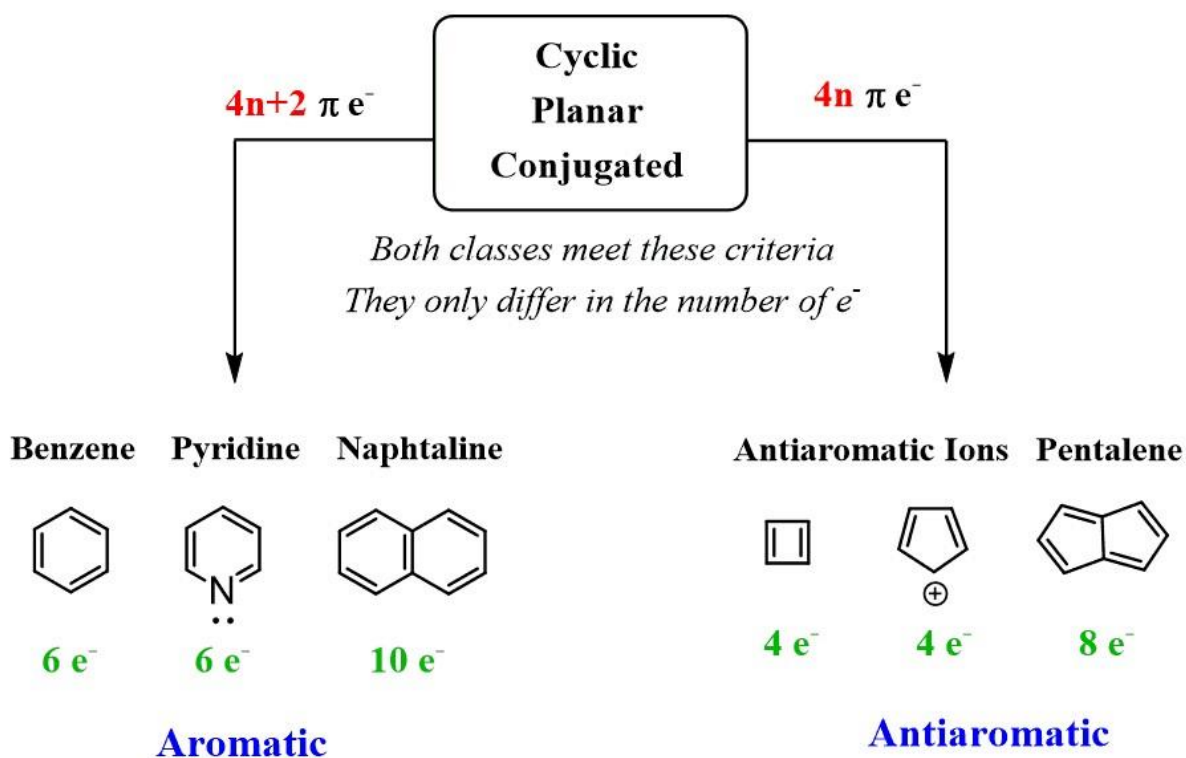 Cyclic
Planar
Conjugated
4n+2 π e⁻
4n π e⁻
Both classes meet these criteria
They only differ in the number of e⁻
Benzene
Pyridine
Naphtaline
N
6 e⁻
6 e⁻
10 e⁻
Aromatic
Antiaromatic Ions
Pentalene
+
4 e⁻
4 e⁻
8 e⁻
Antiaromatic